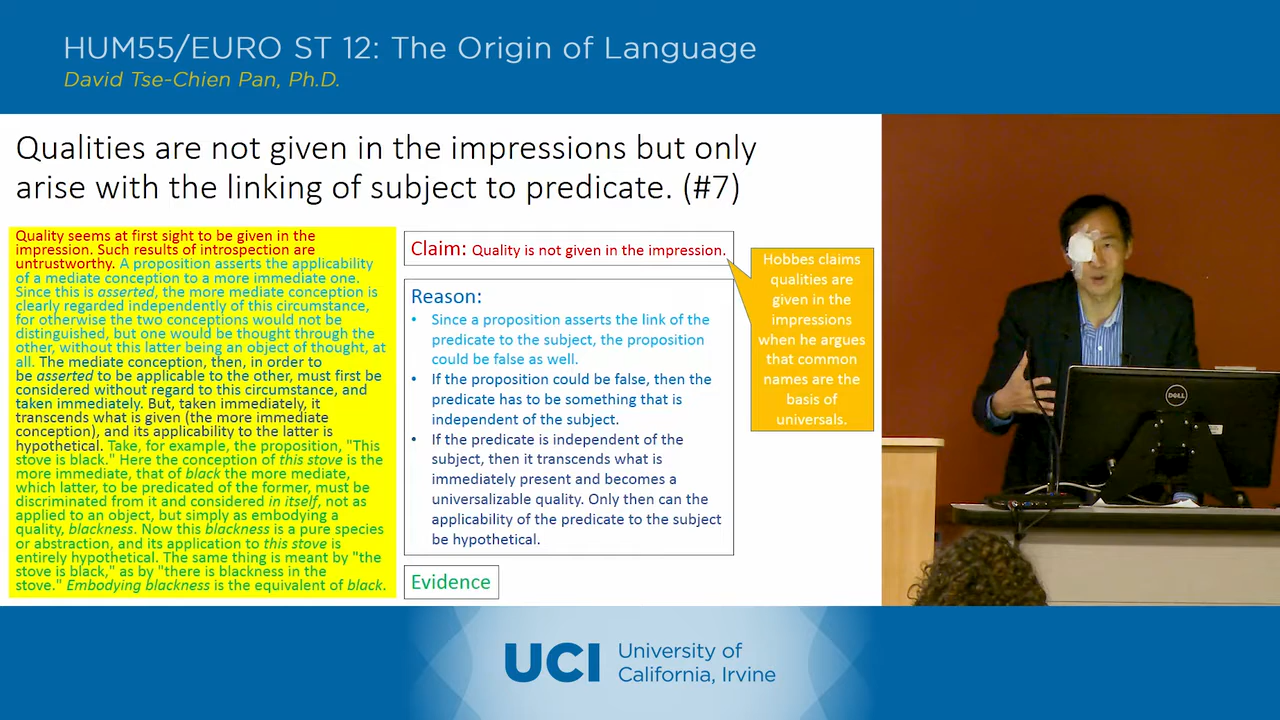 HUM55/EURO ST 12: The Origin of Language
David Tse-Chien Pan, Ph.D.
Qualities are not given in the impressions but only
arise with the linking of subject to predicate. (#7)
Quality seems at first sight to be given in the
impression. Such results of introspection are
untrustworthy. A proposition asserts the applicability
of a mediate conception to a more immediate one.
Since this is asserted, the more mediate conception is
clearly regarded independently of this circumstance,
for otherwise the two conceptions would not be
distinguished, but one would be thought through the
other, without this latter being an object of thought, at
all. The mediate conception, then, in order to
be asserted to be applicable to the other, must first be
considered without regard to this circumstance, and
taken immediately. But, taken immediately, it
transcends what is given (the more immediate
conception), and its applicability to the latter is
hypothetical. Take, for example, the proposition, "This
stove is black." Here the conception of this stove is the
more immediate, that of black the more mediate,
which latter, to be predicated of the former, must be
discriminated from it and considered in itself, not as
applied to an object, but simply as embodying a
quality, blackness. Now this blackness is a pure species
or abstraction, and its application to this stove is
entirely hypothetical. The same thing is meant by "the
stove is black," as by "there is blackness in the
stove." Embodying blackness is the equivalent of black.
Claim: Quality is not given in the impression.
Reason:
• Since a proposition asserts the link of the
predicate to the subject, the proposition
could be false as well.
• If the proposition could be false, then the
predicate has to be something that is
independent of the subject.
• If the predicate is independent of the
subject, then it transcends what is
immediately present and becomes a
universalizable quality. Only then can the
applicability of the predicate to the subject
be hypothetical.
Evidence
Hobbes claims
qualities are
given in the
impressions
when he argues
that common
names are the
basis of
universals.
DELL
UCI
University of
California, Irvine